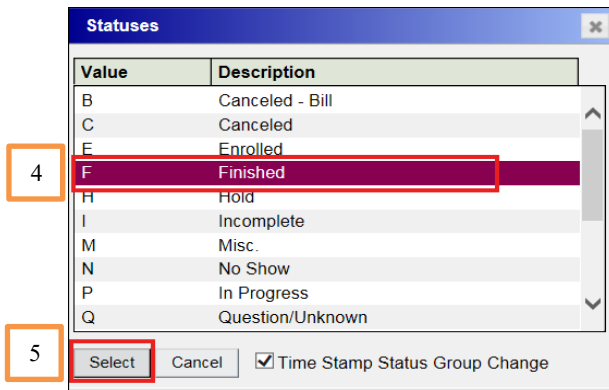 Statuses
Value Description
B Canceled - Bill
C Canceled
E Enrolled
4
F Finished
H Hold
I Incomplete
M Misc.
N No Show
P In Progress
Q Question/Unknown
5
Select Cancel Time Stamp Status Group Change